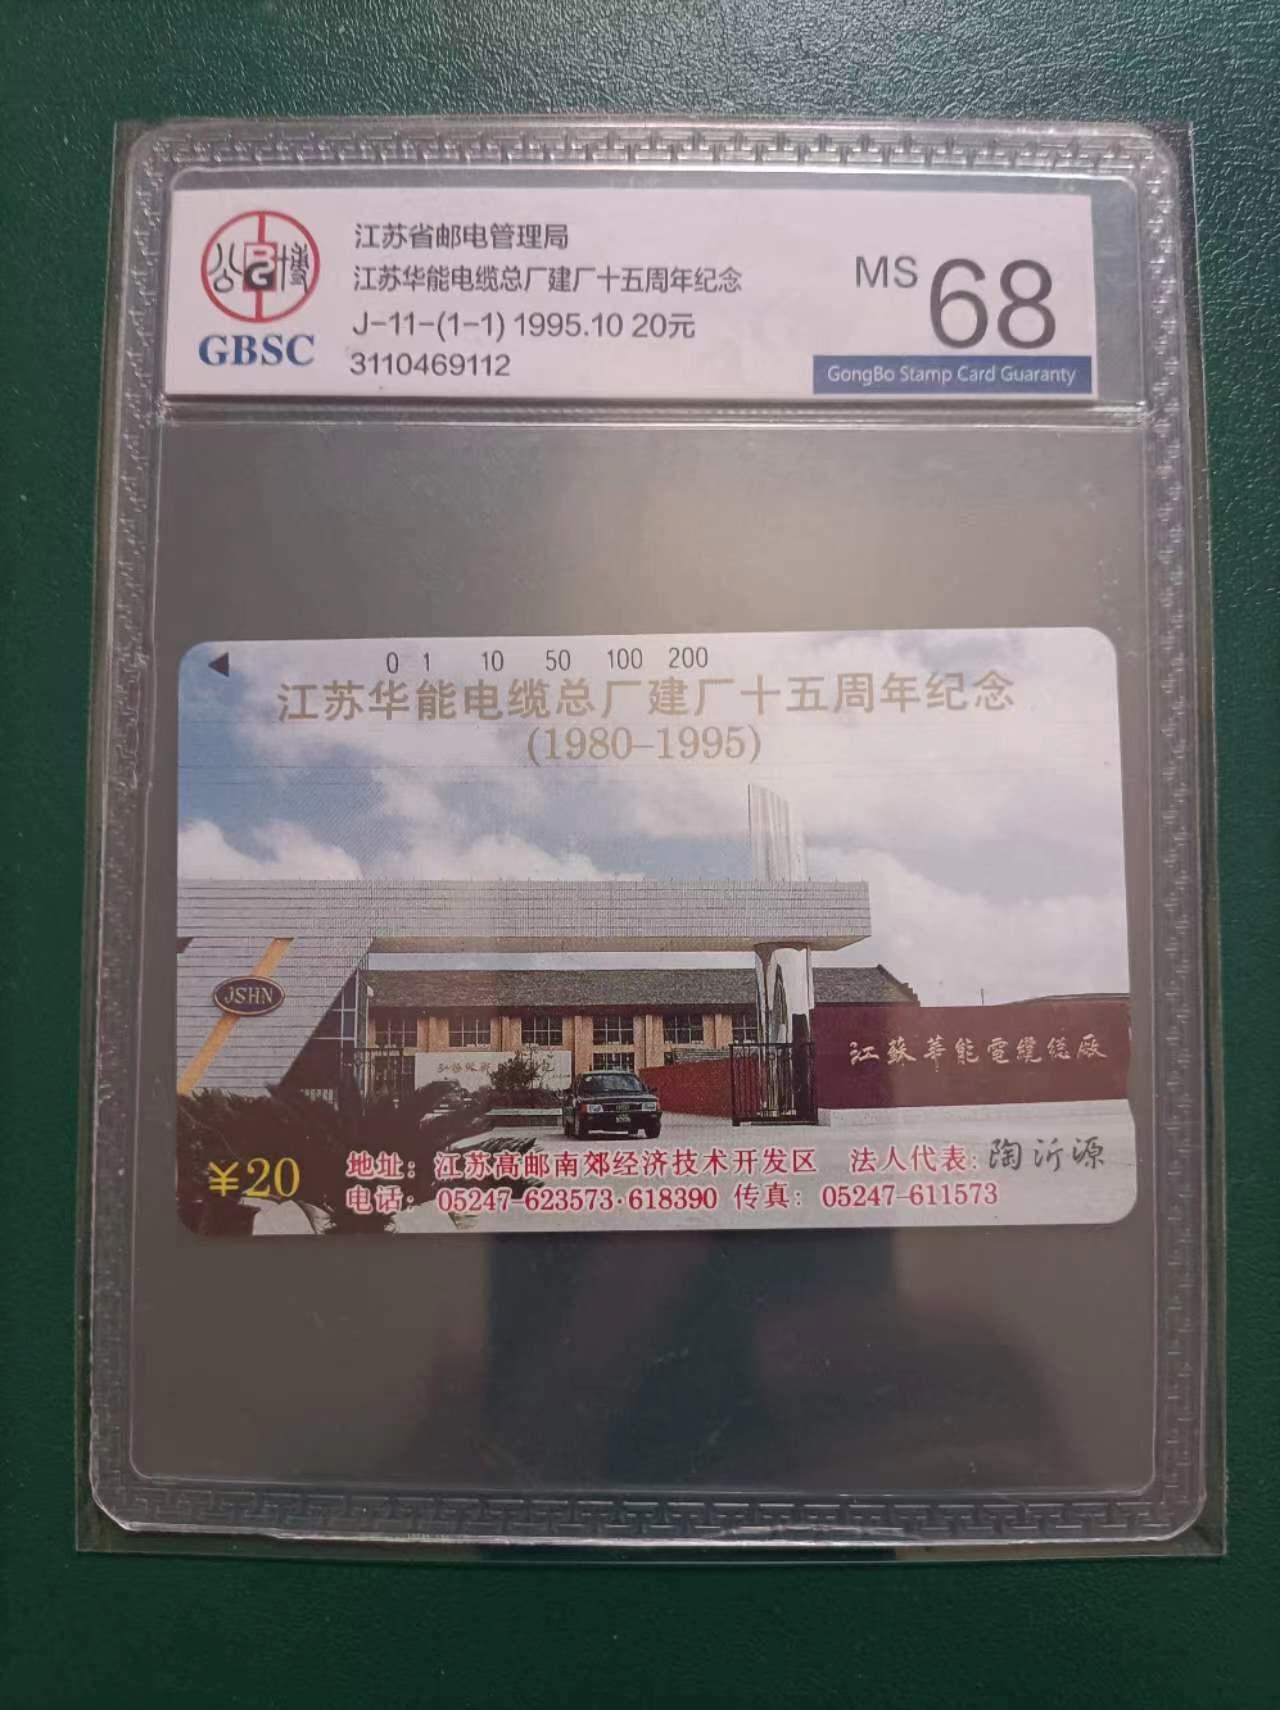 公博
BG
GBSC
江苏省邮电管理局
江苏华能电缆总厂建厂十五周年纪念
J-11-(1-1) 1995.10 20元
3110469112
MS 68
GongBo Stamp Card Guaranty
0 1 10 50 100 200
江苏华能电缆总厂建厂十五周年纪念
(1980-1995)
JSHN
江蘇華能電纜總廠
¥20
地址：江苏高邮南郊经济技术开发区 法人代表：陶沂源
电话：05247-623573·618390 传真：05247-611573